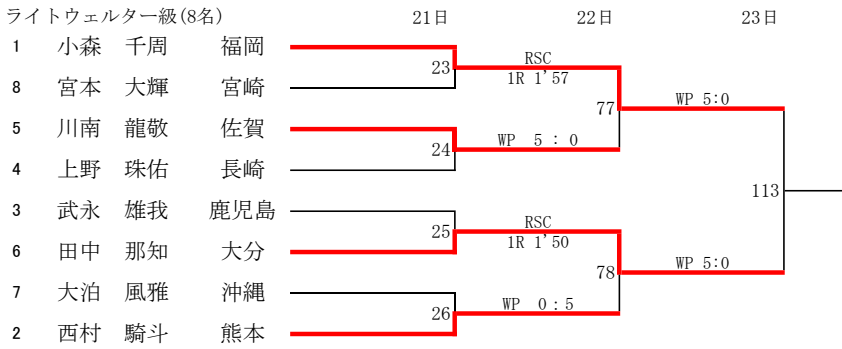 ライトウェルター級(8名) 21日 22日 23日
1 小森 千周 福岡
23 RSC
1R 1'57
8 宮本 大輝 宮崎
77 WP 5:0
5 川南 龍敬 佐賀
24 WP 5 : 0
4 上野 珠佑 長崎
113
3 武永 雄我 鹿児島
25 RSC
1R 1'50
6 田中 那知 大分
78 WP 5:0
7 大泊 風雅 沖縄
26 WP 0:5
2 西村 騎斗 熊本